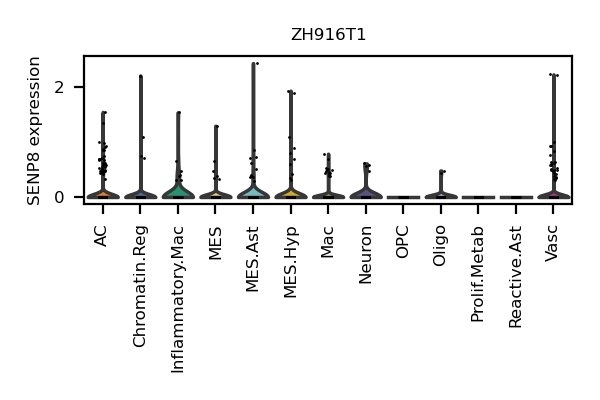 ZH916T1
SENP8 expression
2
0
AC
Chromatin.Reg
Inflammatory.Mac
MES
MES.Ast
MES.Hyp
Mac
Neuron
OPC
Oligo
Prolif.Metab
Reactive.Ast
Vasc